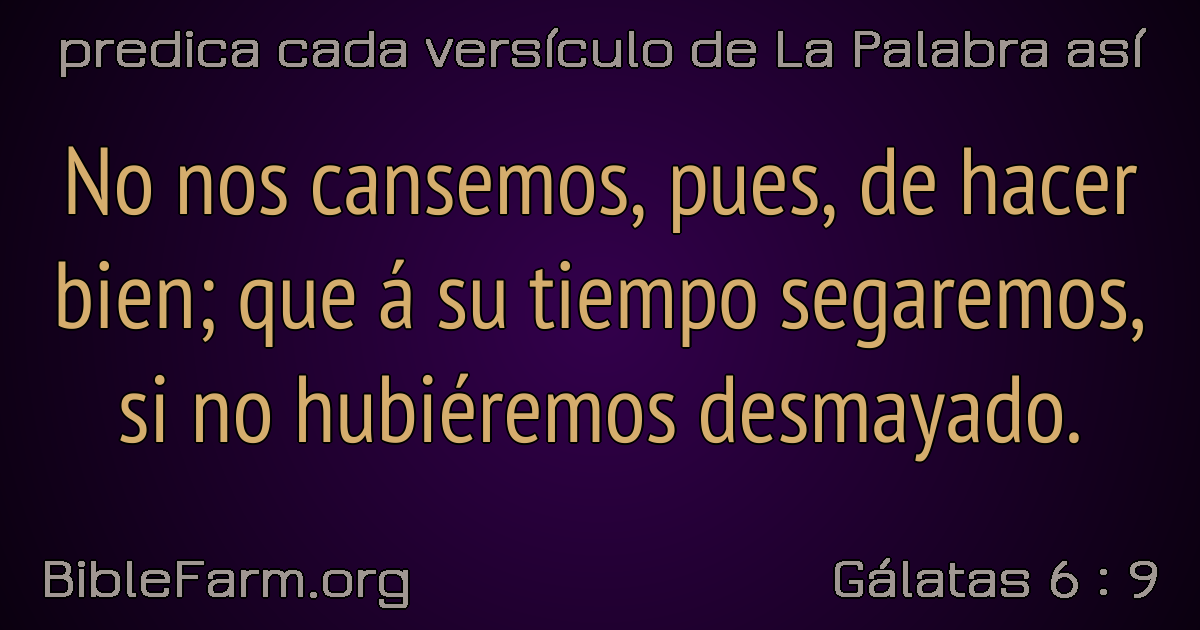 predica cada versículo de La Palabra así
No nos cansemos, pues, de hacer
bien; que á su tiempo segaremos,
si no hubiéremos desmayado.
BibleFarm.org
Gálatas 6 : 9